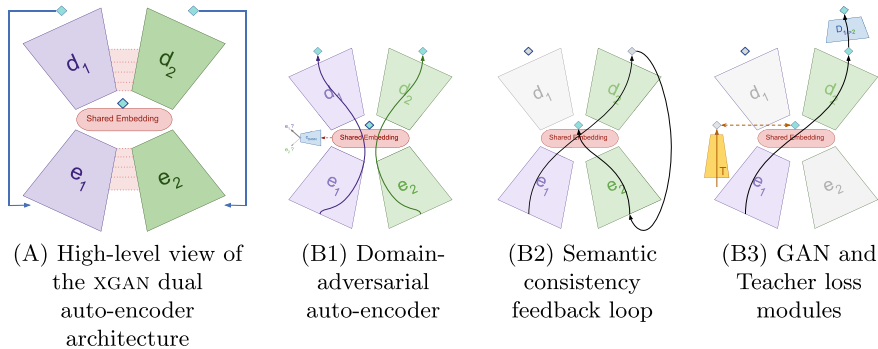 d1
d2
Shared Embedding
e1
e2
d1
d2
Shared Embedding
e1
e2
d1
d2
Shared Embedding
e1
e2
d1
d2
Shared Embedding
T
e1
e2
(A) High-level view of
the XGAN dual
auto-encoder
architecture
(B1) Domain-
adversarial
auto-encoder
(B2) Semantic
consistency
feedback loop
(B3) GAN and
Teacher loss
modules